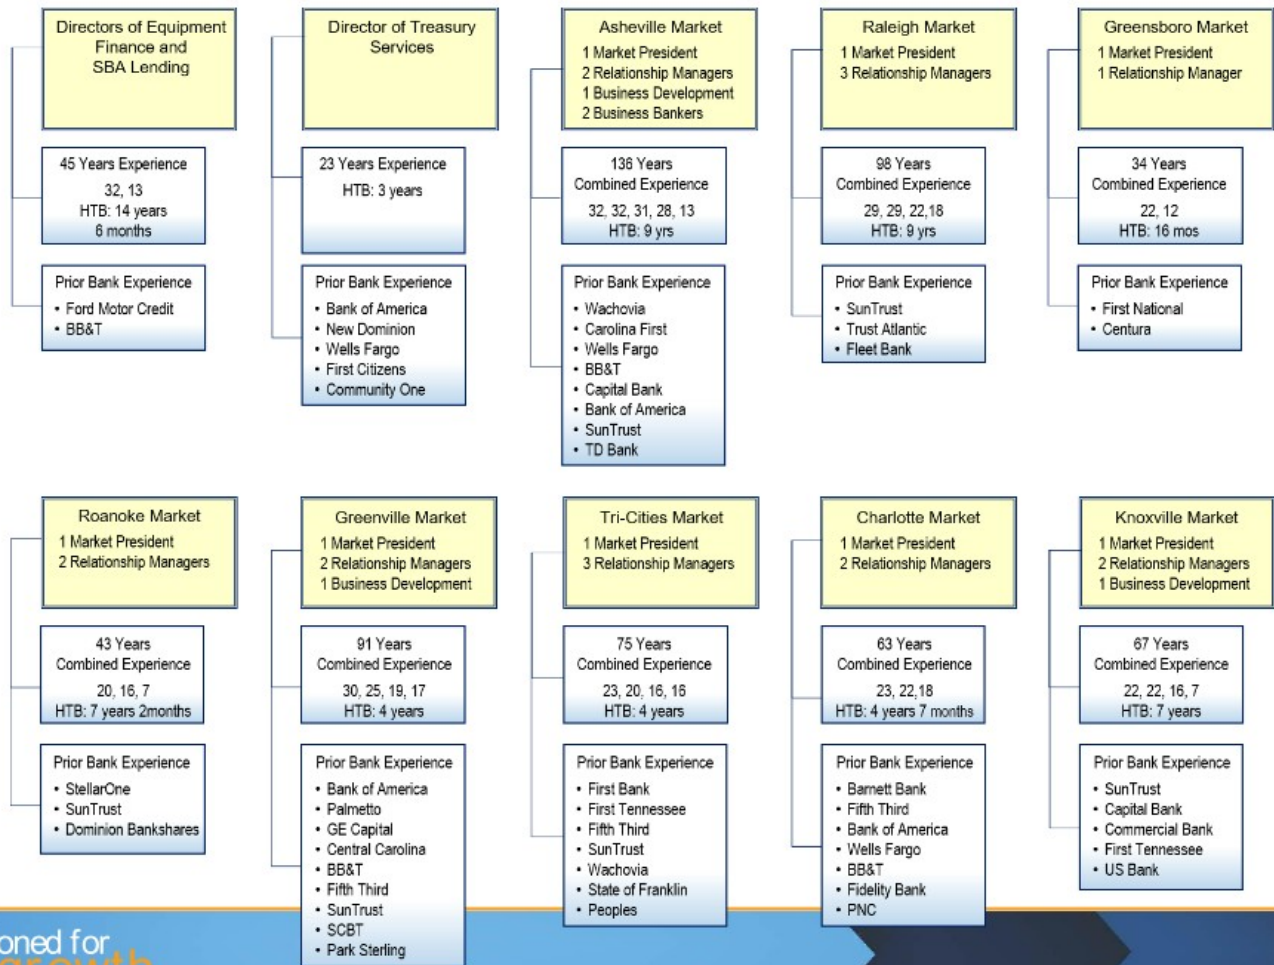 Directors of Equipment
Finance and
SBA Lending
45 Years Experience
32, 13
HTB: 14 years
6 months
Prior Bank Experience
• Ford Motor Credit
• BB&T
Director of Treasury
Services
23 Years Experience
HTB: 3 years
Prior Bank Experience
• Bank of America
• New Dominion
• Wells Fargo
• First Citizens
• Community One
Asheville Market
1 Market President
2 Relationship Managers
1 Business Development
2 Business Bankers
136 Years
Combined Experience
32, 32, 31, 28, 13
HTB: 9 yrs
Prior Bank Experience
• Wachovia
• Carolina First
• Wells Fargo
• BB&T
• Capital Bank
• Bank of America
• SunTrust
• TD Bank
Raleigh Market
1 Market President
3 Relationship Managers
98 Years
Combined Experience
29, 29, 22,18
HTB: 9 yrs
Prior Bank Experience
• SunTrust
• Trust Atlantic
• Fleet Bank
Greensboro Market
1 Market President
1 Relationship Manager
34 Years
Combined Experience
22, 12
HTB: 16 mos
Prior Bank Experience
• First National
• Centura
Roanoke Market
1 Market President
2 Relationship Managers
43 Years
Combined Experience
20, 16, 7
HTB: 7 years 2months
Prior Bank Experience
• StellarOne
• SunTrust
• Dominion Bankshares
Greenville Market
1 Market President
2 Relationship Managers
1 Business Development
91 Years
Combined Experience
30, 25, 19, 17
HTB: 4 years
Prior Bank Experience
• Bank of America
• Palmetto
• GE Capital
• Central Carolina
• BB&T
• Fifth Third
• SunTrust
• SCBT
• Park Sterling
Tri-Cities Market
1 Market President
3 Relationship Managers
75 Years
Combined Experience
23, 20, 16, 16
HTB: 4 years
Prior Bank Experience
• First Bank
• First Tennessee
• Fifth Third
• SunTrust
• Wachovia
• State of Franklin
• Peoples
Charlotte Market
1 Market President
2 Relationship Managers
63 Years
Combined Experience
23, 22,18
HTB: 4 years 7 months
Prior Bank Experience
• Barnett Bank
• Fifth Third
• Bank of America
• Wells Fargo
• BB&T
• Fidelity Bank
• PNC
Knoxville Market
1 Market President
2 Relationship Managers
1 Business Development
67 Years
Combined Experience
22, 22, 16, 7
HTB: 7 years
Prior Bank Experience
• SunTrust
• Capital Bank
• Commercial Bank
• First Tennessee
• US Bank
oned for
growth